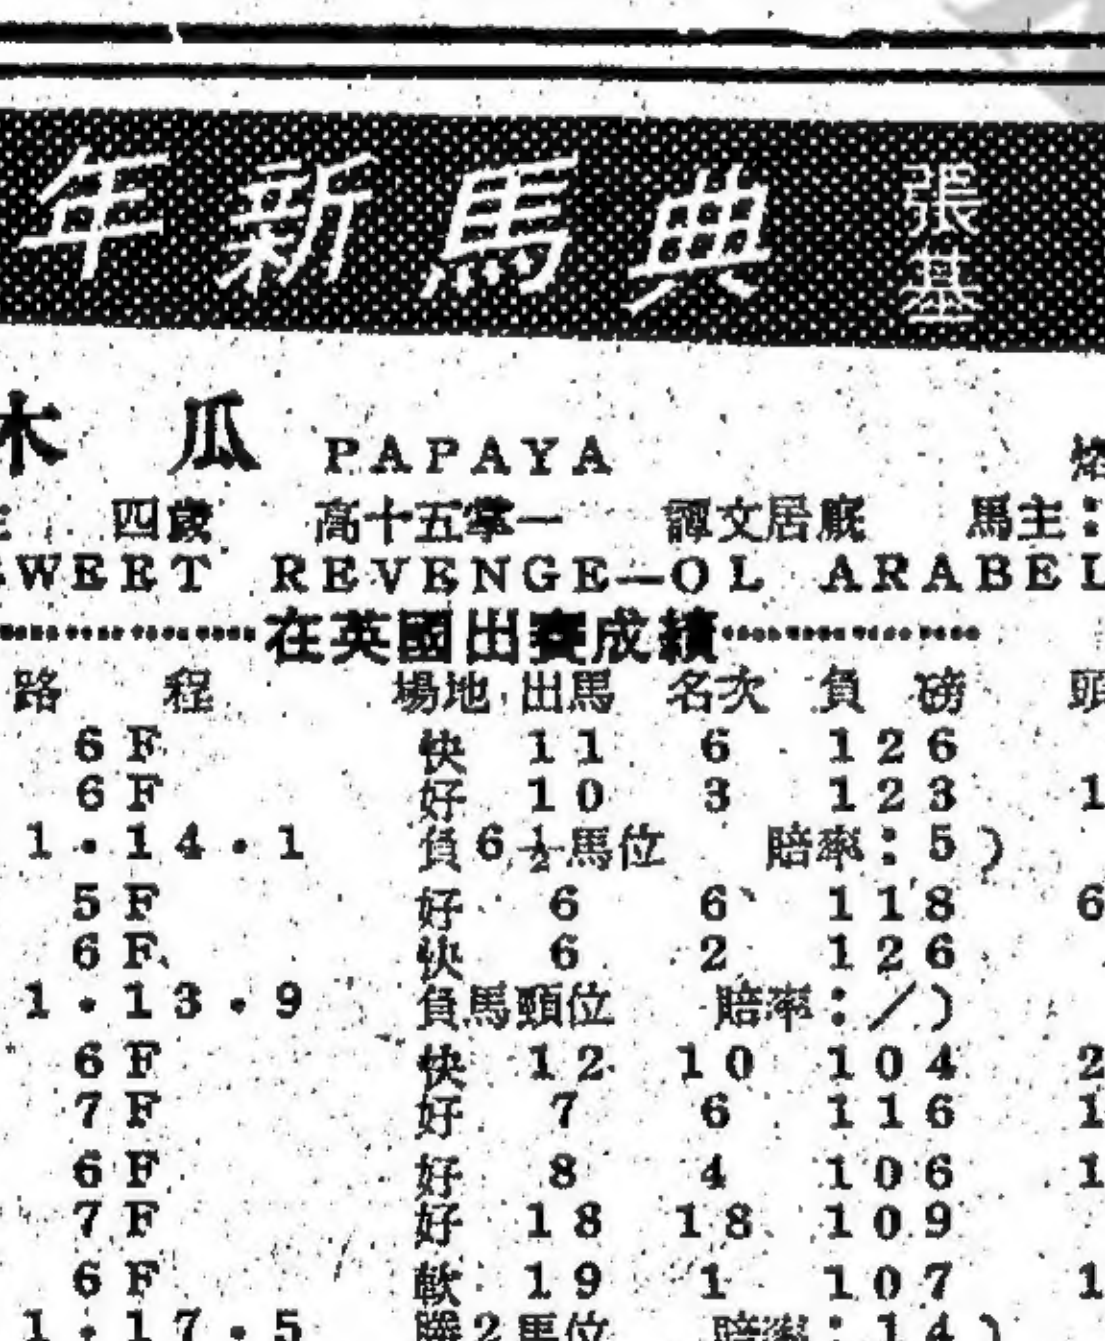 年新馬典 張基
木瓜 PAPAYA
四歲 高十五掌一 譚文居廐 馬主：
WEET REVENGE—OL ARABEL
在英國出賽成績
路程 場地 出馬 名次 負磅 頭
6F 快 11 6 126
6F 好 10 3 123 1
1·14·1 負6½馬位 賠率：5）
5F 好 6 6 118 6
6F 快 6 2 126
1·13·9 負馬頸位 賠率：/）
6F 快 12 10 104 2
7F 好 7 6 116 1
6F 好 8 4 106 1
7F 好 18 18 109
6F 軟 19 1 107 1
1·17·5 勝2馬位 賠率：14）